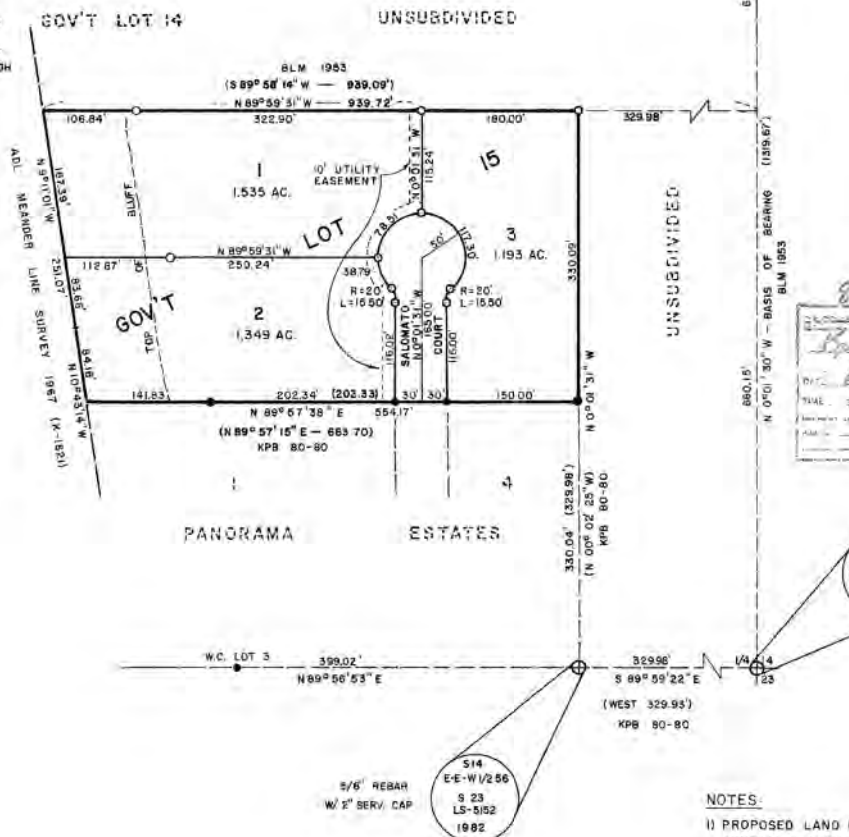 GOV'T LOT 14
UNSUBDIVIDED
BLM 1953
(S 89° 58' 14" W — 939.09')
N 89° 59' 31" W — 939.72'
106.84'
322.90'
180.00'
329.98'
1
1.535 AC.
10' UTILITY
EASEMENT
N 0° 01' 31" W
115.24'
15
3
1.193 AC.
78.51'
117.30'
50'
LOT
N 9° 11' 01" W
167.39'
BLUFF
OF
TOP
ADL MEANDER LINE SURVEY 1967 (K-1521)
251.07'
83.68'
84.18'
N 10° 43' 14" W
112.87'
N 89° 59' 31" W
250.24'
38.79'
GOV'T
2
1.349 AC.
R=20'
L=15.50'
R=20'
L=15.50'
116.02'
SALOMATO
N 0° 01' 31" W
165.00'
COURT
116.00'
330.09'
N 0° 01' 31" W
UNSUBDIVIDED
N 0° 01' 30" W - BASIS OF BEARING (1319.67')
BLM 1953
660.15'
141.83'
202.34'
(203.33)
30'
30'
150.00'
N 89° 57' 38" E
554.17'
(N 89° 57' 15" E — 663.70)
KPB 80-80
1
4
PANORAMA
ESTATES
330.04' (329.98')
(N 00° 02' 25" W)
KPB 80-80
W.C. LOT 3
399.02'
N 89° 56' 53" E
329.98'
S 89° 59' 22" E
1/4
14
23
(WEST 329.93')
KPB 80-80
5/8" REBAR
W/ 2" SERV. CAP
S14
E-E-W1/256
S 23
LS-5152
1982
NOTES:
1) PROPOSED LAND